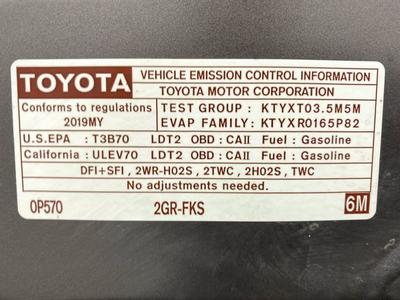 TOYOTA
VEHICLE EMISSION CONTROL INFORMATION
TOYOTA MOTOR CORPORATION
Conforms to regulations
2019MY
TEST GROUP : KTYXT03.5M5M
EVAP FAMILY : KTYXR0165P82
U.S.EPA : T3B70 LDT2 OBD : CAII Fuel : Gasoline
California : ULEV70 LDT2 OBD : CAII Fuel : Gasoline
DFI+SFI , 2WR-H02S , 2TWC , 2H02S , TWC
No adjustments needed.
0P570 2GR-FKS 6M